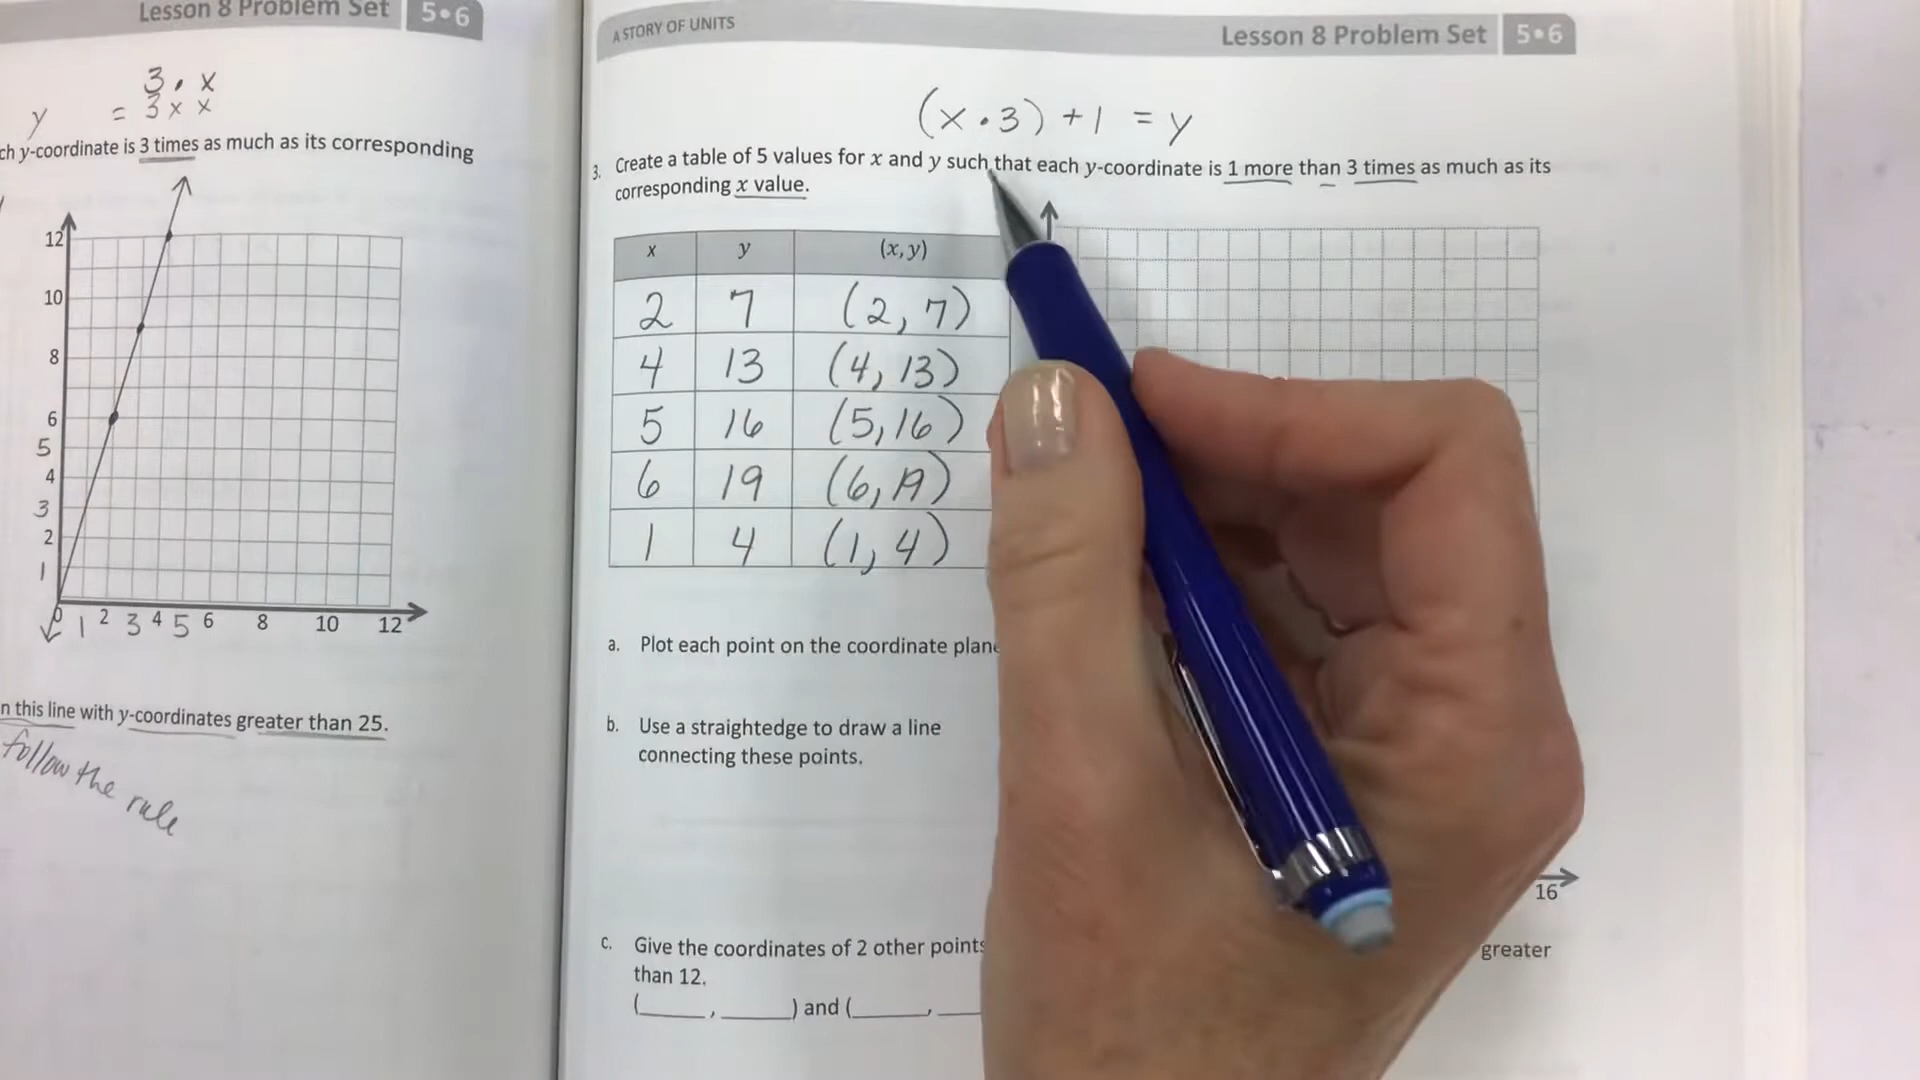 Lesson 8 Problem Set 5•6
3 • x
y = 3 x x
y-coordinate is 3 times as much as its corresponding
12
10
8
6
5
4
3
2
1
0 1 2 3 4 5 6 8 10 12
this line with y-coordinates greater than 25.
follow the rule
A STORY OF UNITS
Lesson 8 Problem Set 5•6
(x • 3) + 1 = y
3. Create a table of 5 values for x and y such that each y-coordinate is 1 more than 3 times as much as its
corresponding x value.
x y (x, y)
2 7 (2, 7)
4 13 (4, 13)
5 16 (5, 16)
6 19 (6, 19)
1 4 (1, 4)
a. Plot each point on the coordinate
b. Use a straightedge to draw a line
connecting these points.
16
c. Give the coordinates of 2 other points greater
than 12.
(_____ , _____) and (_____ , ___